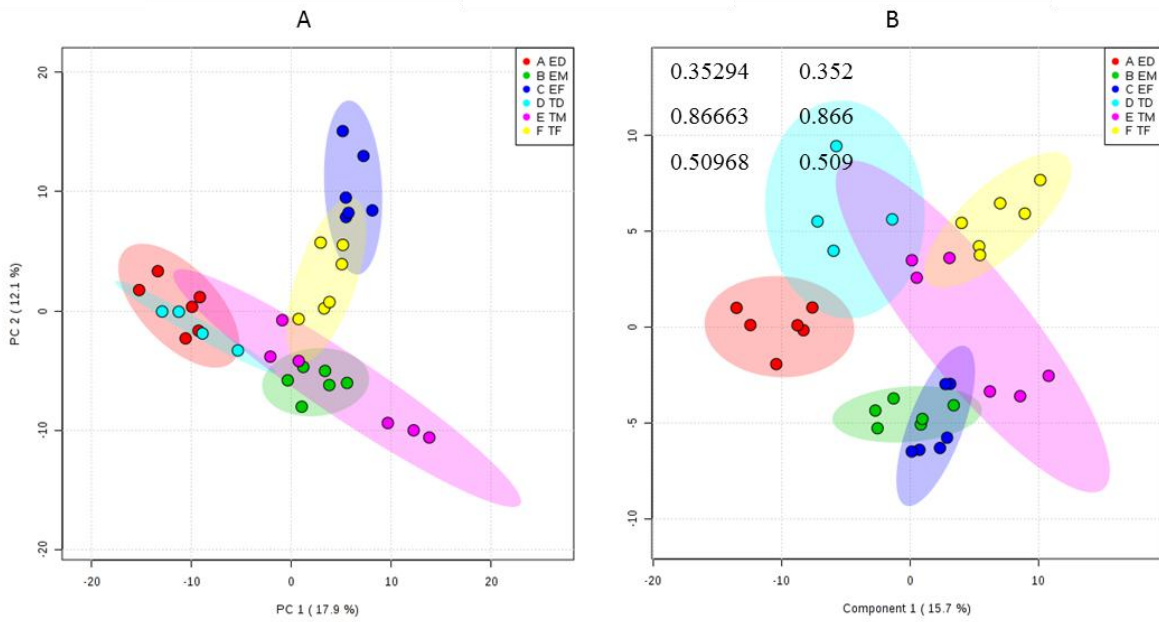 A
20
10
0
-10
-20
PC 2 ( 12.1 %)
-20
-10
0
10
20
PC 1 ( 17.9 %)
A ED
B EM
C EF
D TD
E TM
F TF
B
0.35294 0.352
0.86663 0.866
0.50968 0.509
10
5
0
-5
-10
-20
-10
0
10
Component 1 ( 15.7 %)
A ED
B EM
C EF
D TD
E TM
F TF